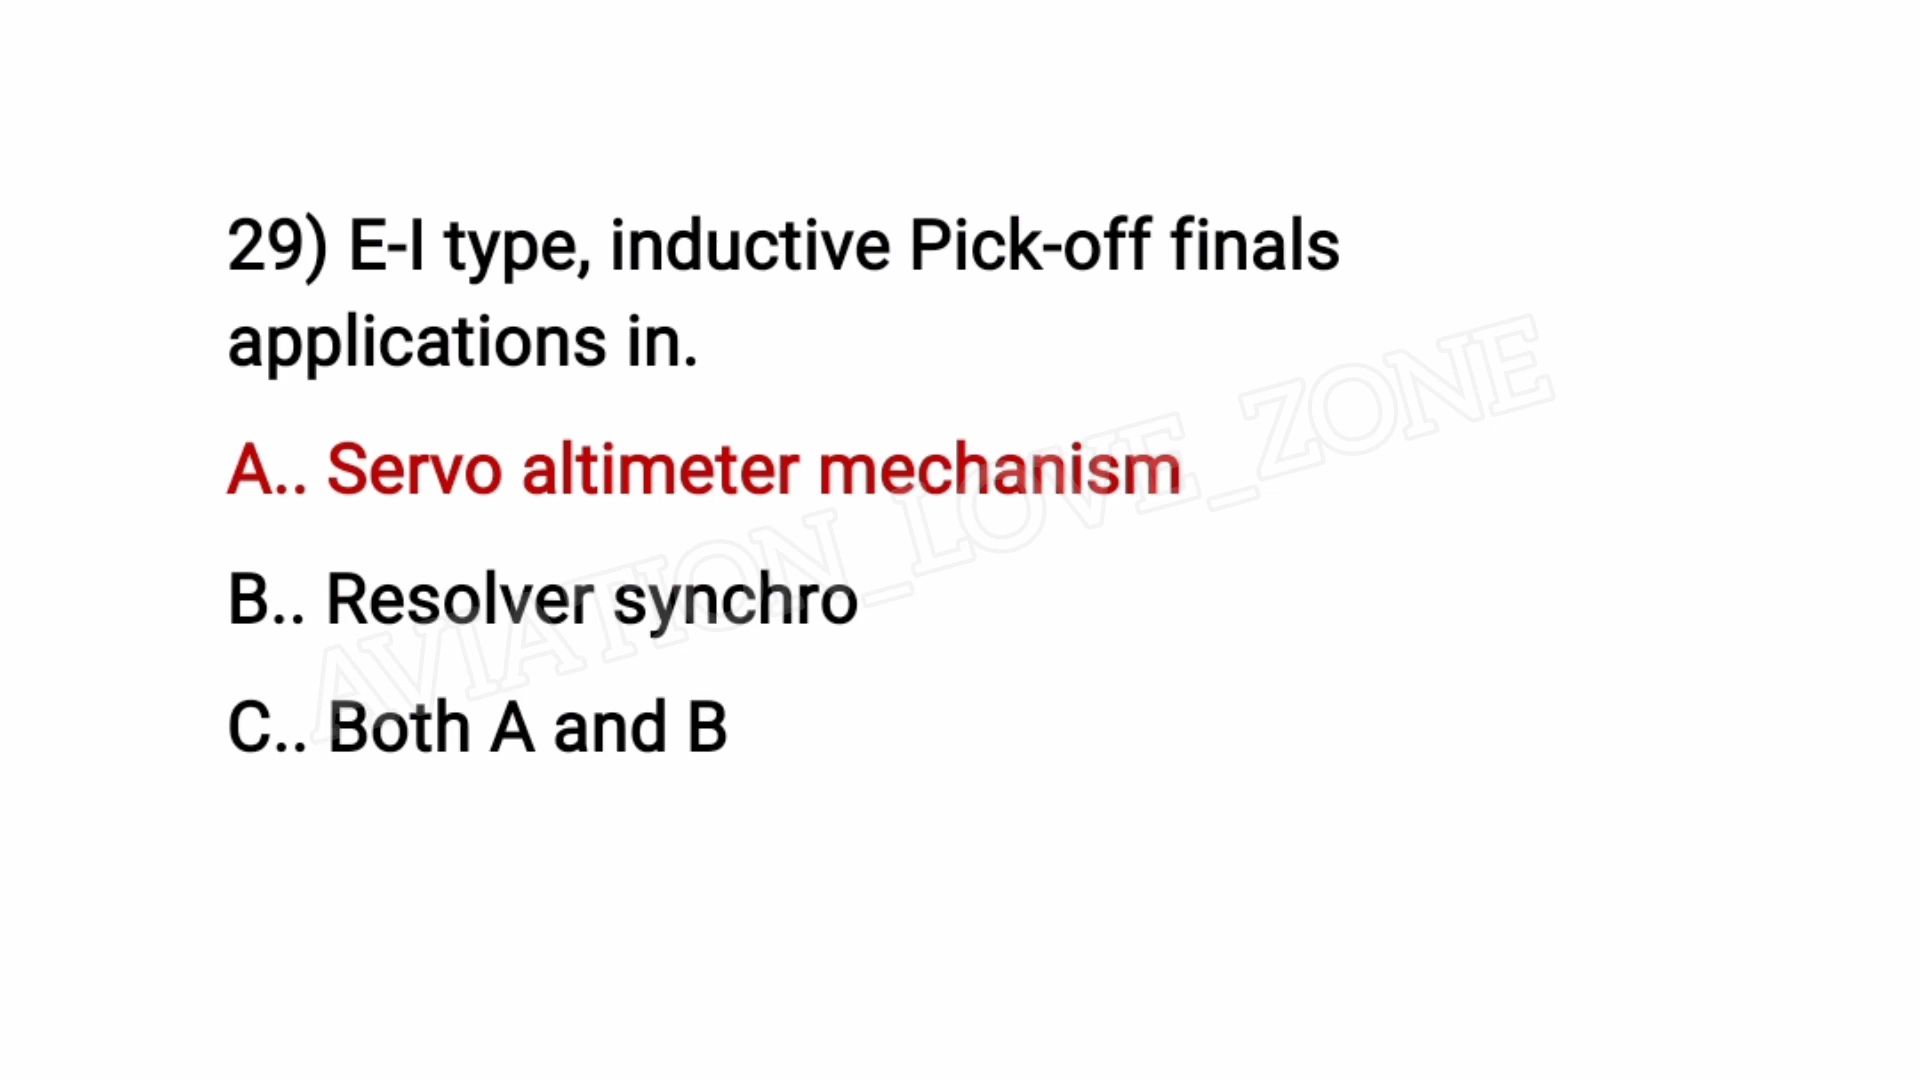 29) E-I type, inductive Pick-off finals
applications in.
A.. Servo altimeter mechanism
B.. Resolver synchro
C.. Both A and B
AVIATION_LOVE_ZONE